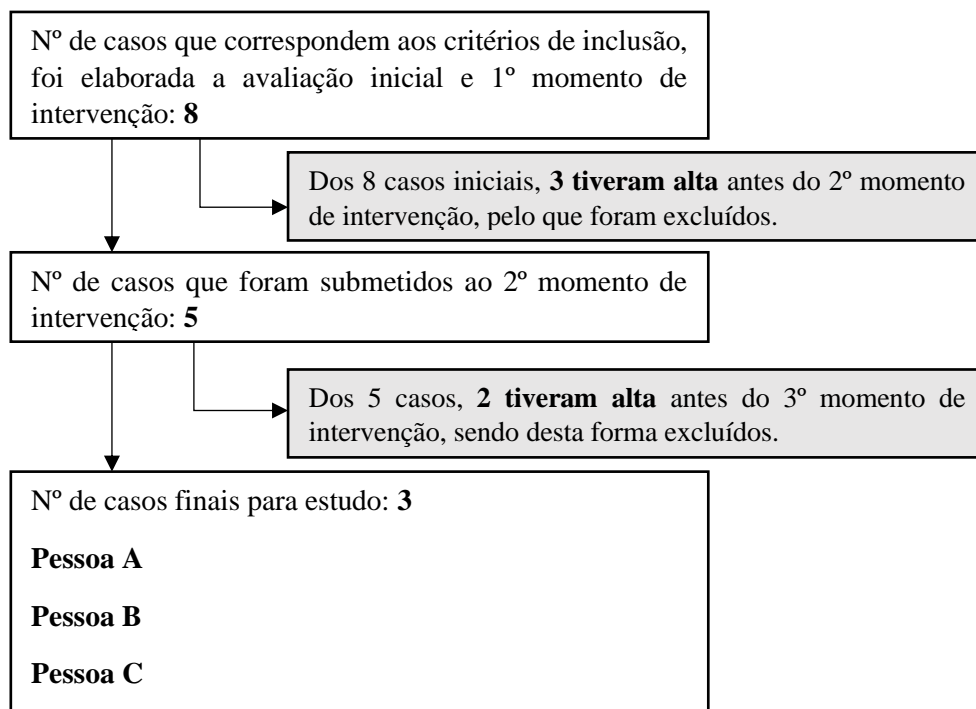 Nº de casos que correspondem aos critérios de inclusão,
foi elaborada a avaliação inicial e 1º momento de
intervenção: 8
Dos 8 casos iniciais, 3 tiveram alta antes do 2º momento
de intervenção, pelo que foram excluídos.
Nº de casos que foram submetidos ao 2º momento de
intervenção: 5
Dos 5 casos, 2 tiveram alta antes do 3º momento de
intervenção, sendo desta forma excluídos.
Nº de casos finais para estudo: 3
Pessoa A
Pessoa B
Pessoa C